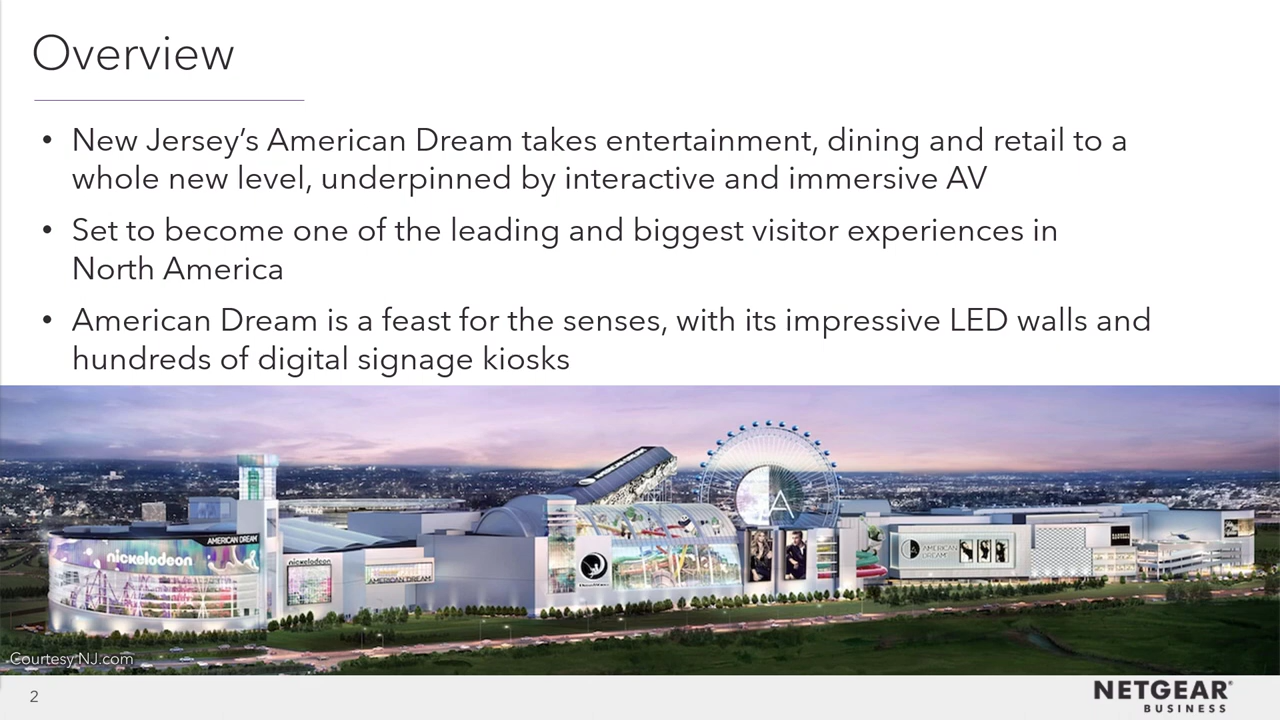 Overview
• New Jersey’s American Dream takes entertainment, dining and retail to a
whole new level, underpinned by interactive and immersive AV
• Set to become one of the leading and biggest visitor experiences in
North America
• American Dream is a feast for the senses, with its impressive LED walls and
hundreds of digital signage kiosks
A
AMERICAN DREAM
nickelodeon
nickelodeon
AMERICAN DREAM
AMERICAN
DREAM
Courtesy NJ.com
2
NETGEAR®
BUSINESS